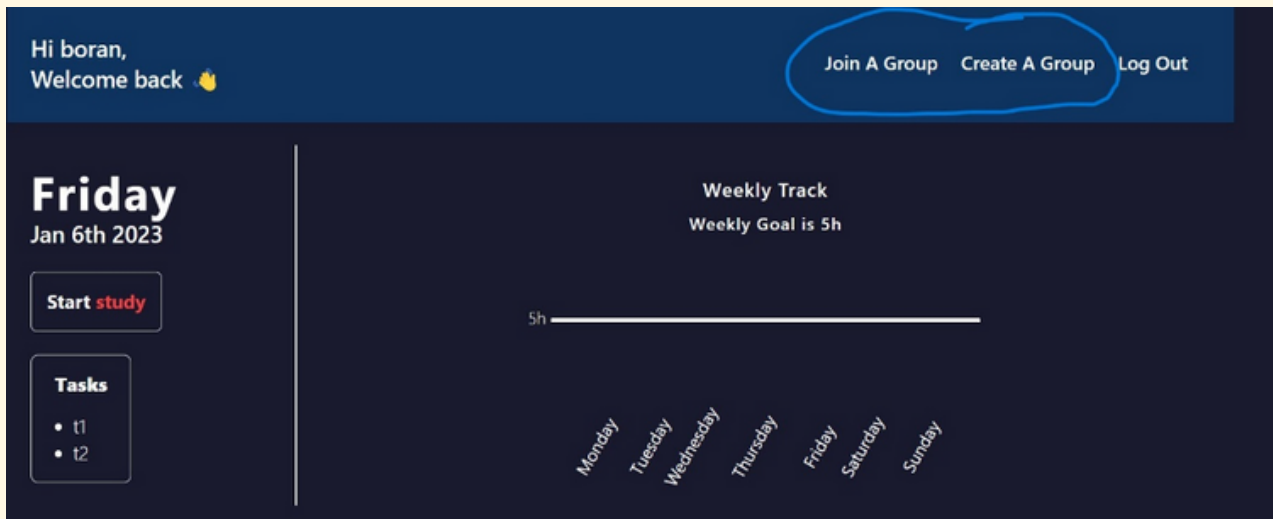 Hi boran,
Welcome back 👋
Join A Group Create A Group Log Out
Friday
Jan 6th 2023
Start study
Tasks
• t1
• t2
Weekly Track
Weekly Goal is 5h
5h
Monday Tuesday Wednesday Thursday Friday Saturday Sunday